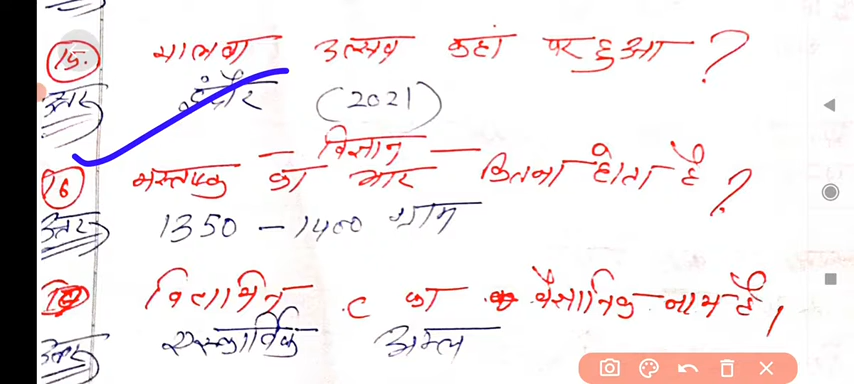 15. मालवा उत्सव कहां पर हुआ ?
उत्तर इंदौर (2021)
— विज्ञान —
16 मस्तष्क का भार कितना होता है ?
उत्तर 1350 - 1400 ग्राम
विटामिन C का वैज्ञानिक नाम है,
उत्तर एस्कार्विक अम्ल